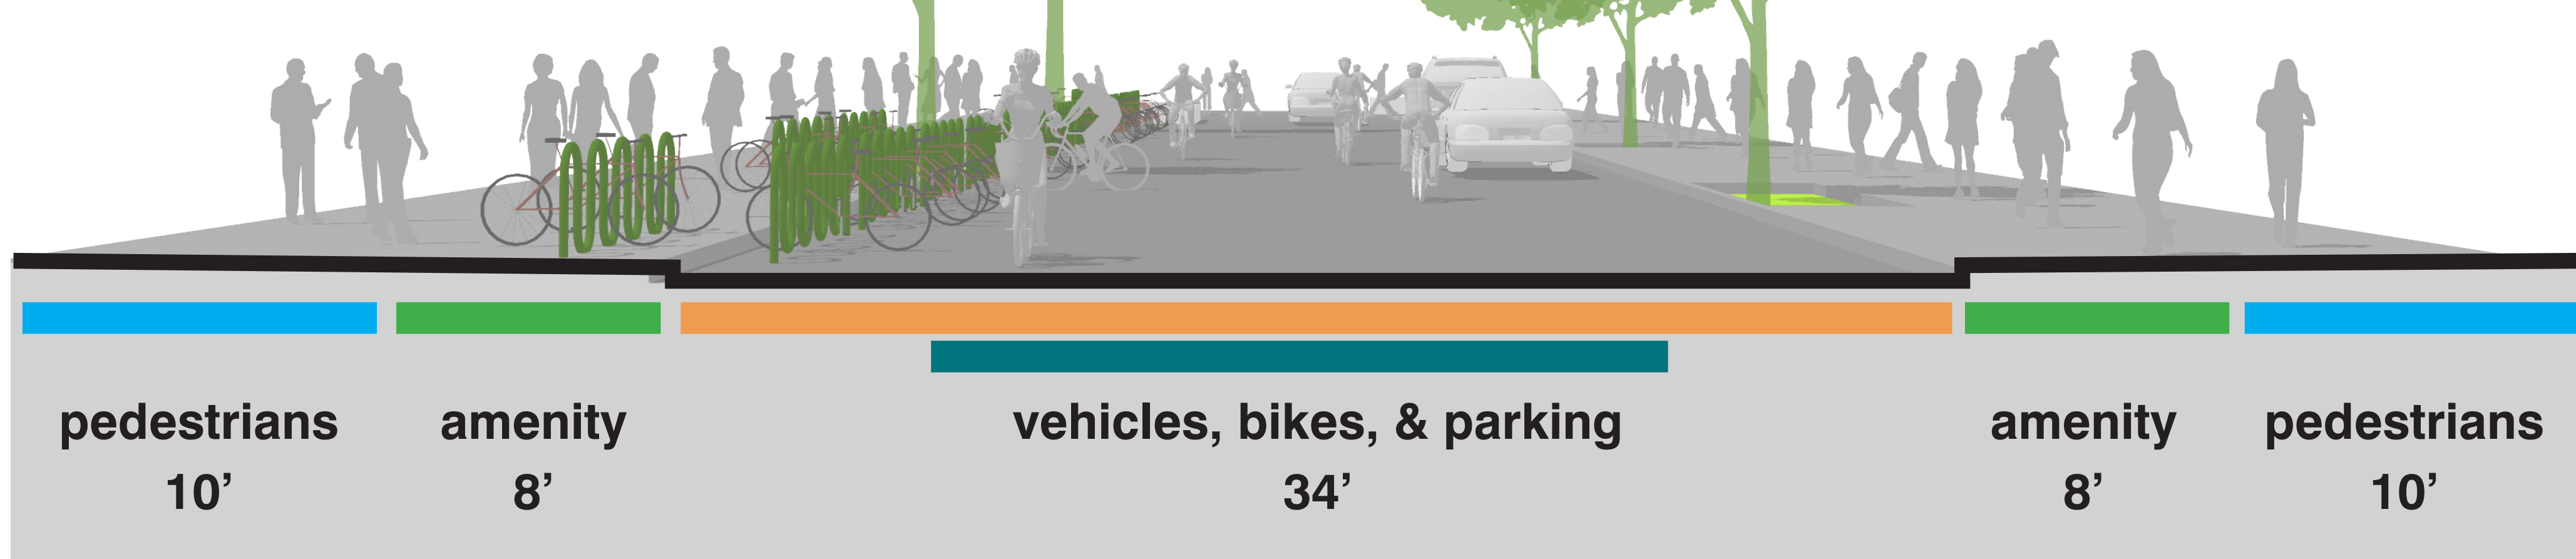 pedestrians
10’
amenity
8’
vehicles, bikes, & parking
34’
amenity
8’
pedestrians
10’